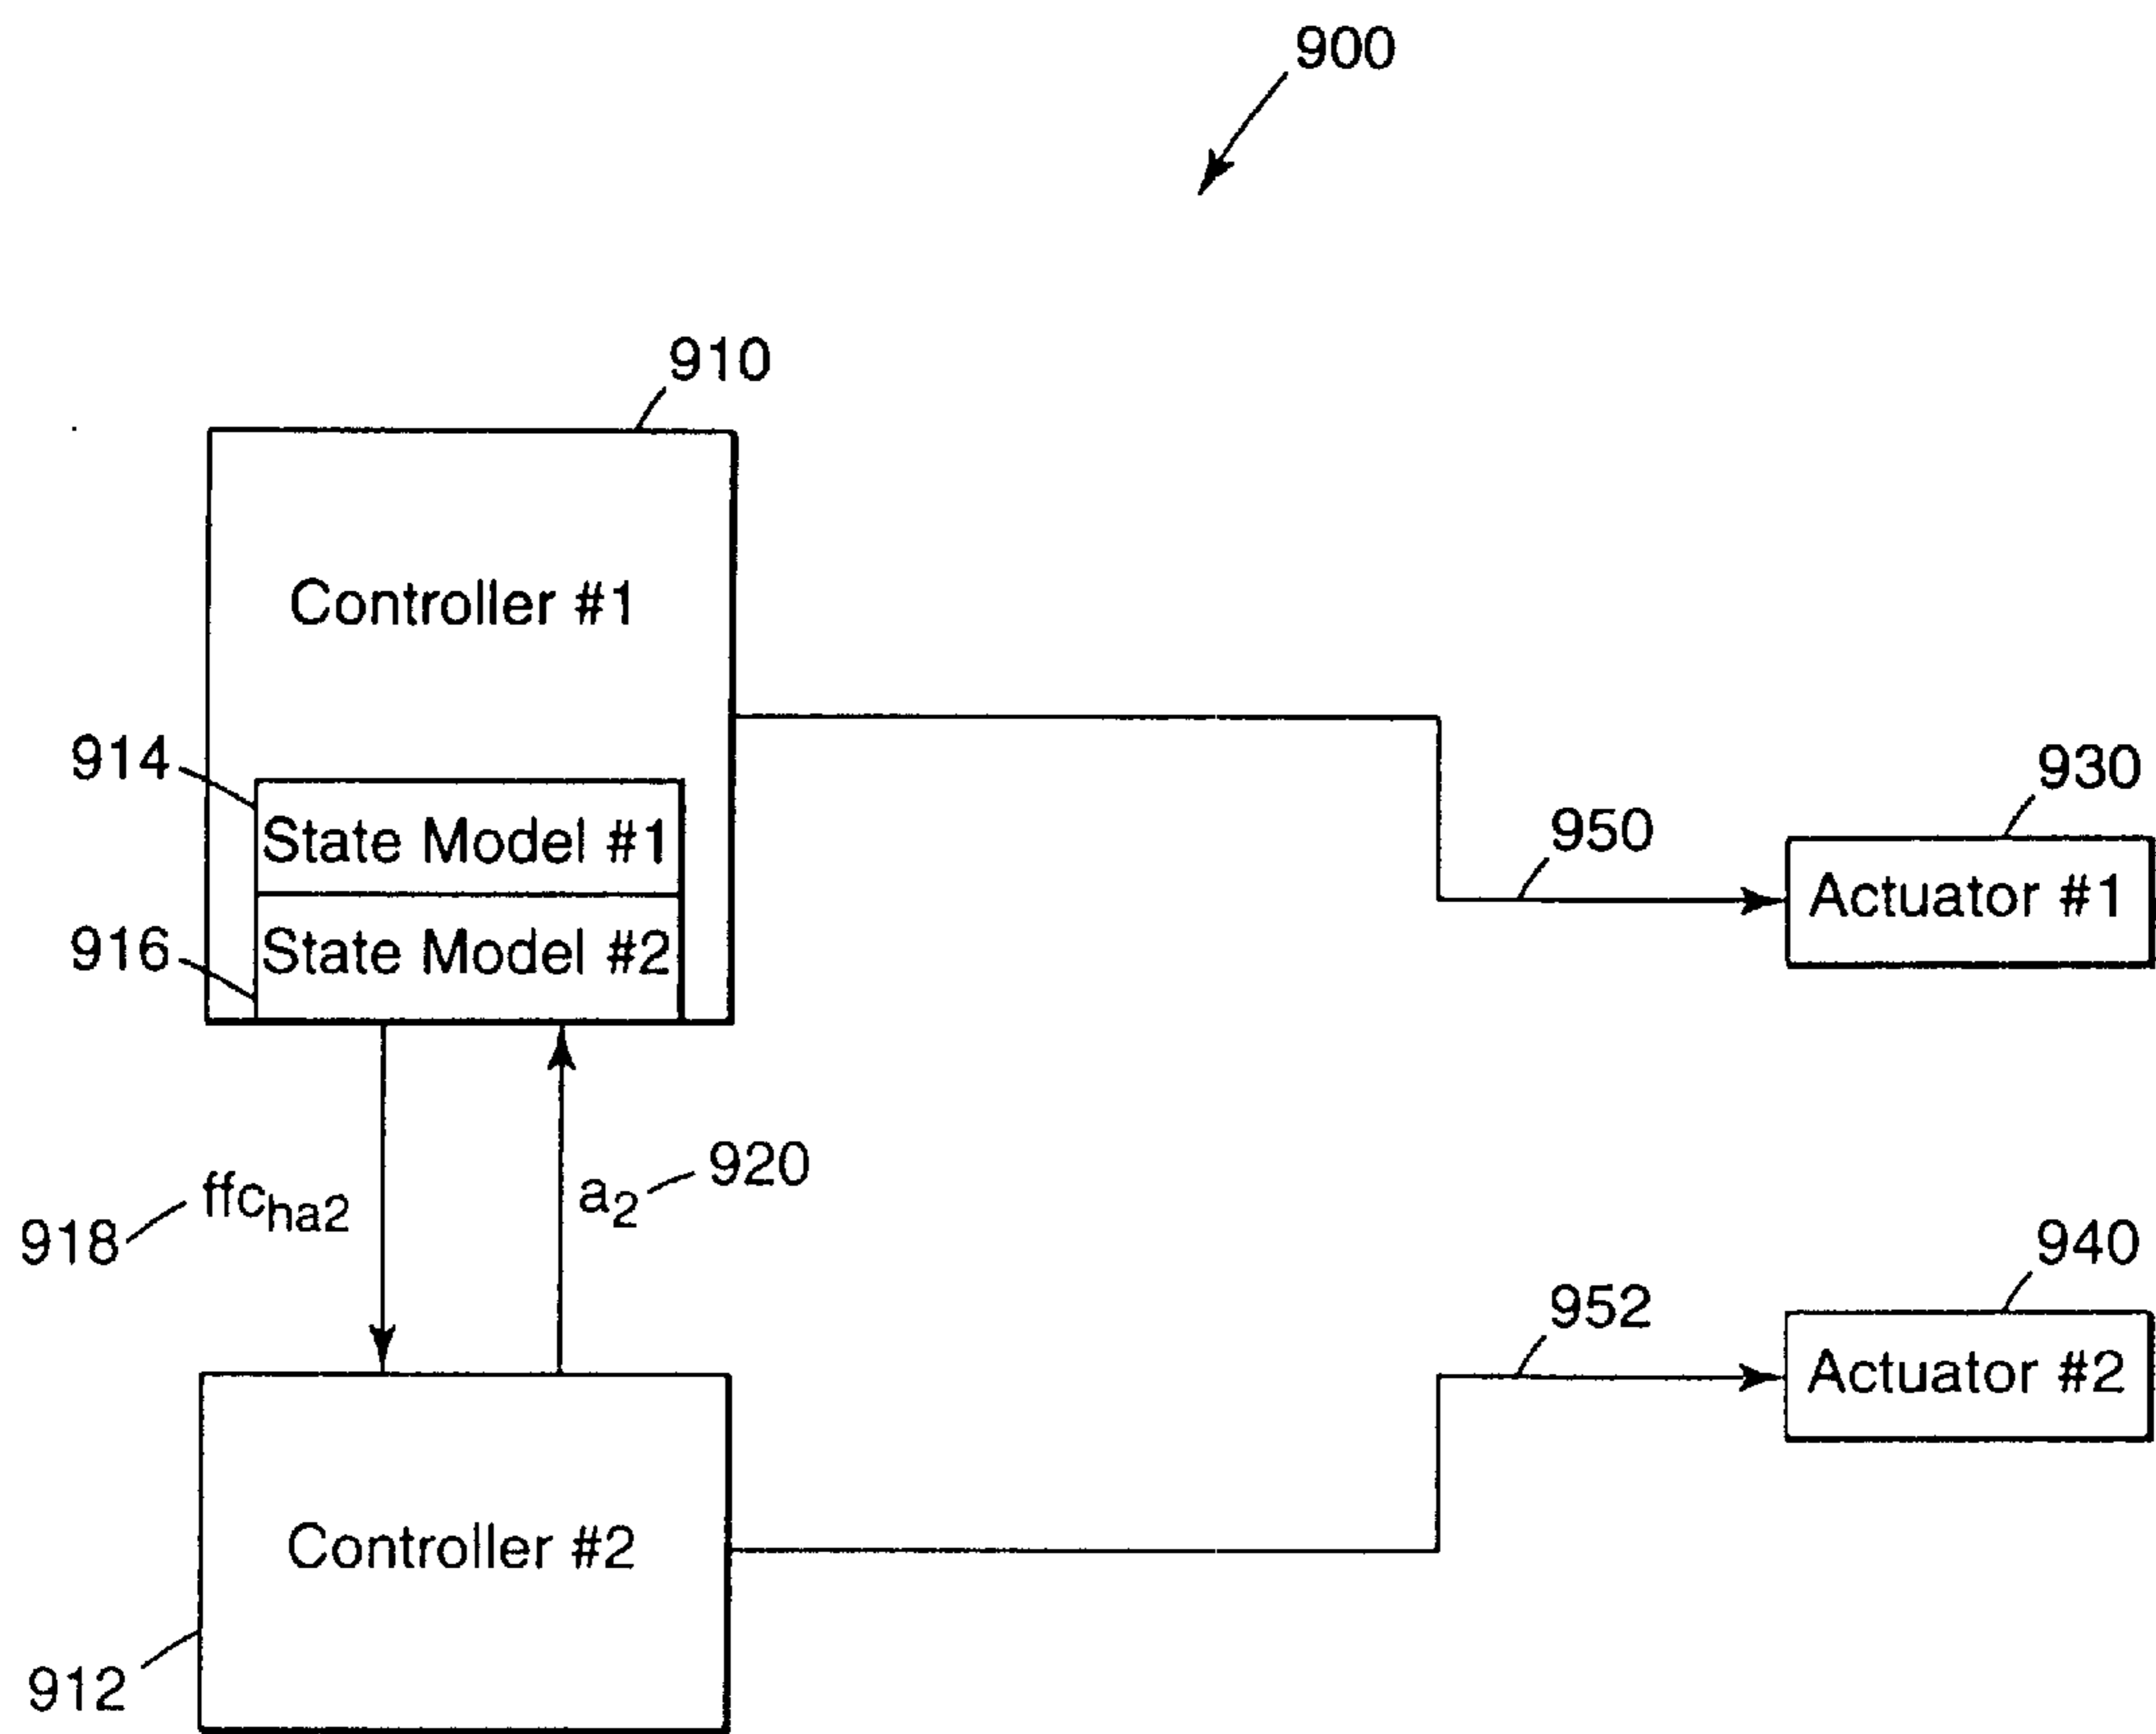 900
910
Controller #1
914
State Model #1
930
950
Actuator #1
916
State Model #2
920
a2
ffcha2
918
940
952
Actuator #2
Controller #2
912